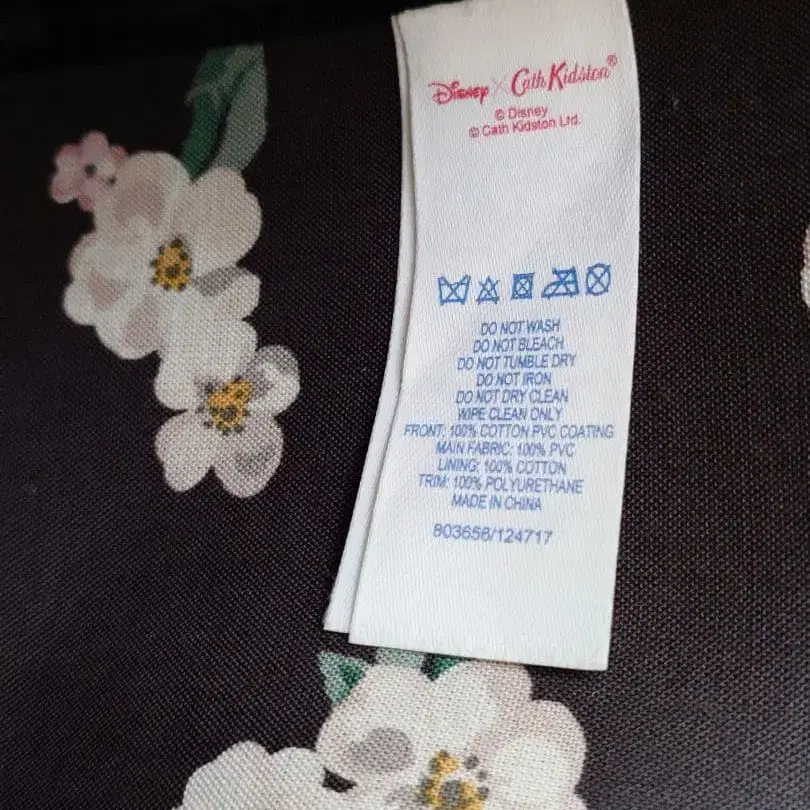 Disney × Cath Kidston®
© Disney
© Cath Kidston Ltd.
DO NOT WASH
DO NOT BLEACH
DO NOT TUMBLE DRY
DO NOT IRON
DO NOT DRY CLEAN
WIPE CLEAN ONLY
FRONT: 100% COTTON PVC COATING
MAIN FABRIC: 100% PVC
LINING: 100% COTTON
TRIM: 100% POLYURETHANE
MADE IN CHINA
803656/124717